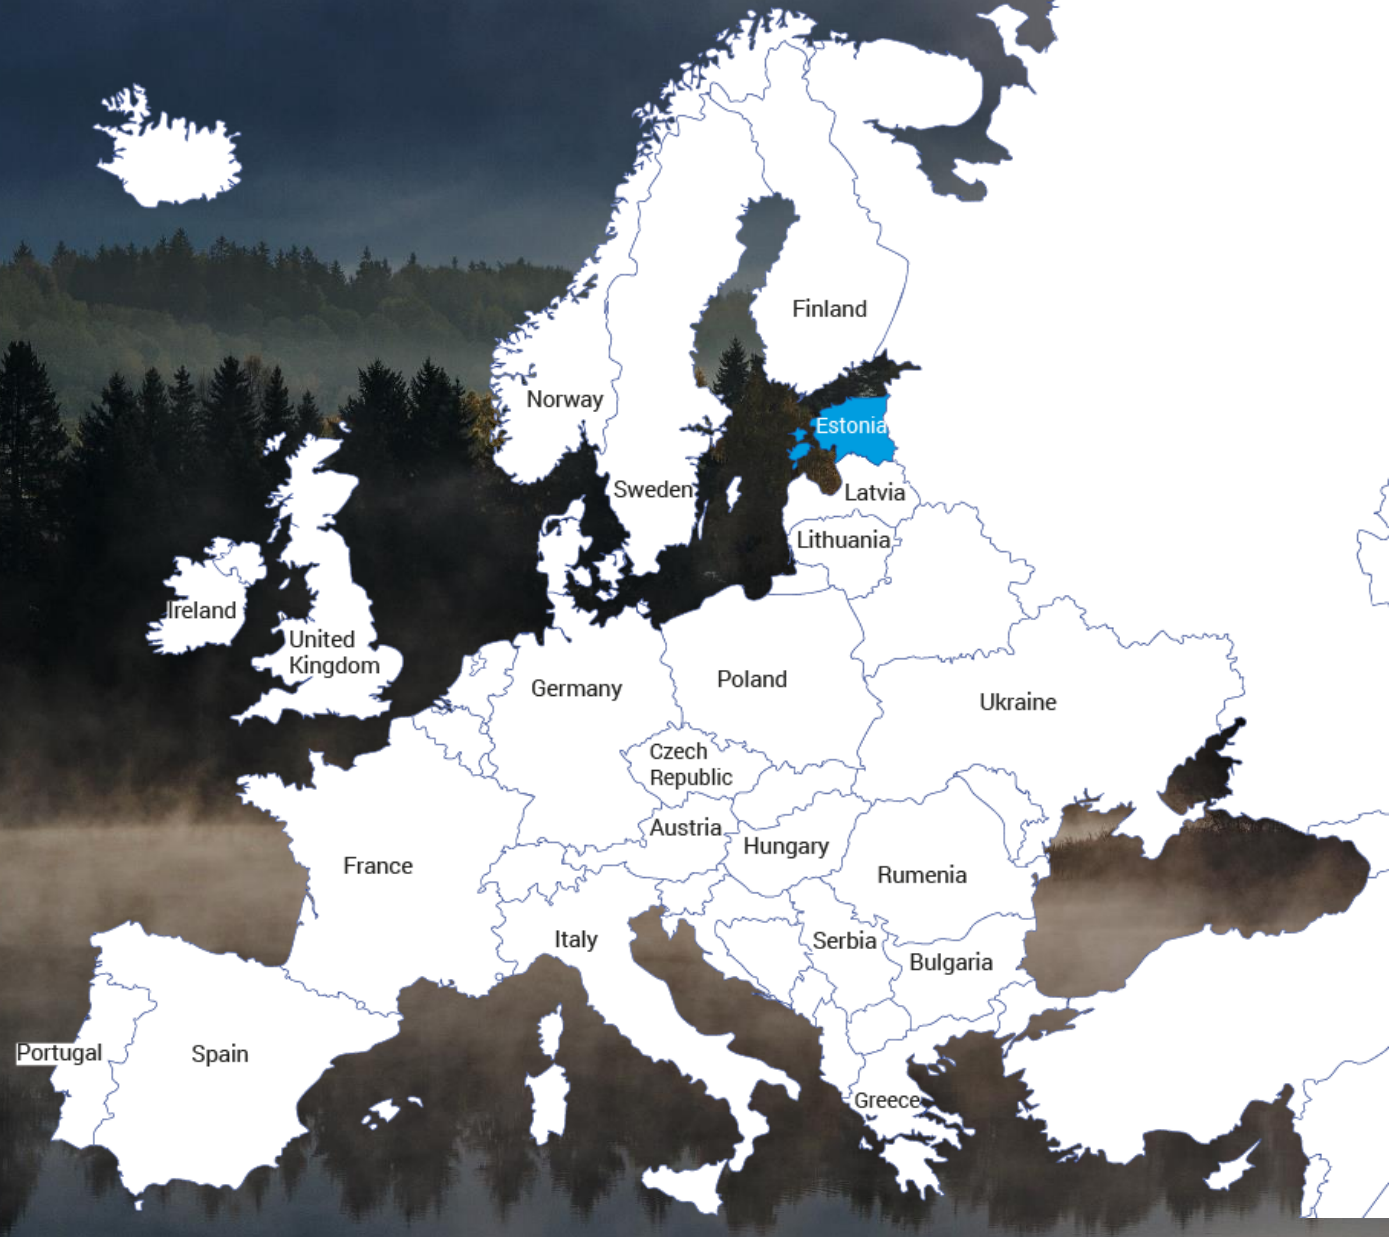 Finland
Norway
Estonia
Sweden
Latvia
Lithuania
Ireland
United
Kingdom
Germany
Poland
Ukraine
Czech
Republic
Austria
Hungary
France
Rumenia
Italy
Serbia
Bulgaria
Portugal
Spain
Greece